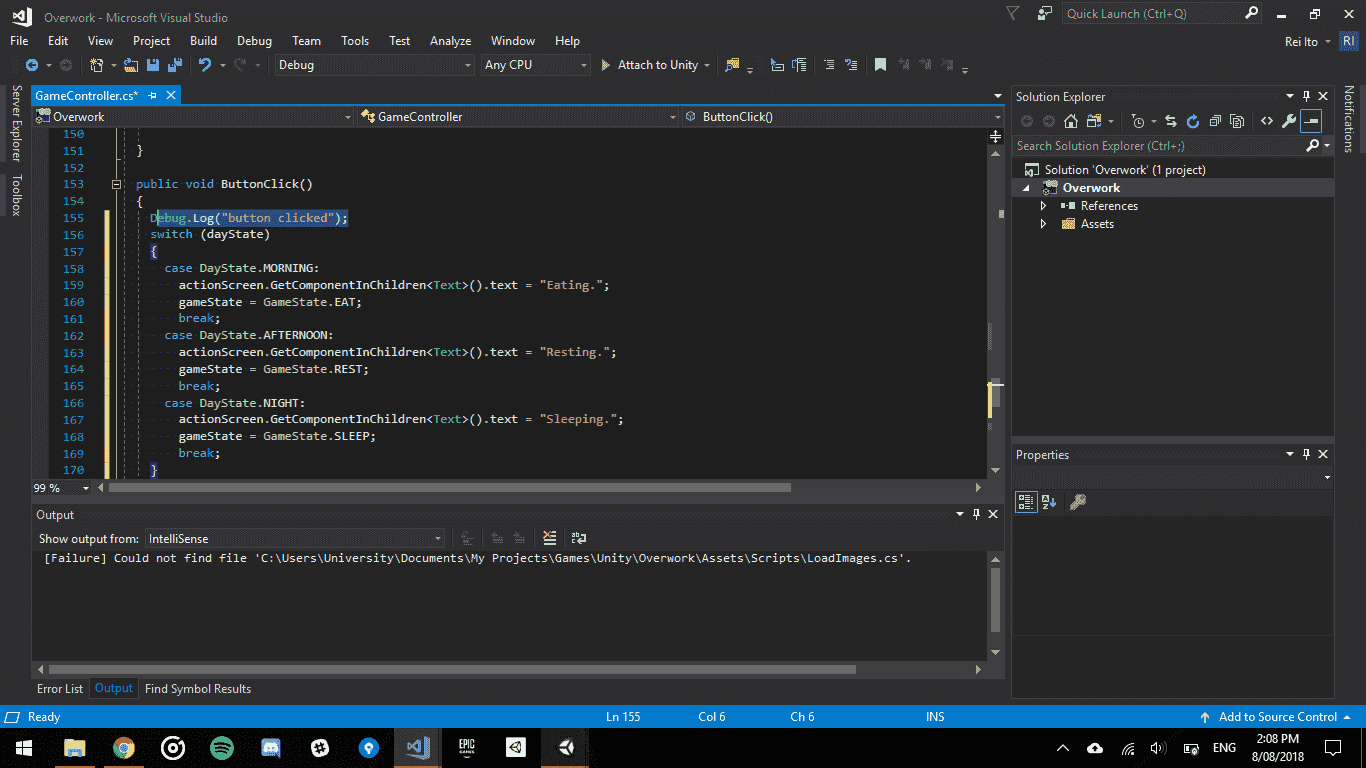 Overwork - Microsoft Visual Studio
Quick Launch (Ctrl+Q)
File Edit View Project Build Debug Team Tools Test Analyze Window Help
Rei Ito RI
Debug Any CPU Attach to Unity
Server Explorer
Toolbox
GameController.cs*
Overwork GameController ButtonClick()
150
151 }
152
153 public void ButtonClick()
154 {
155 Debug.Log("button clicked");
156 switch (dayState)
157 {
158 case DayState.MORNING:
159 actionScreen.GetComponentInChildren<Text>().text = "Eating.";
160 gameState = GameState.EAT;
161 break;
162 case DayState.AFTERNOON:
163 actionScreen.GetComponentInChildren<Text>().text = "Resting.";
164 gameState = GameState.REST;
165 break;
166 case DayState.NIGHT:
167 actionScreen.GetComponentInChildren<Text>().text = "Sleeping.";
168 gameState = GameState.SLEEP;
169 break;
170 }
99 %
Output
Show output from: IntelliSense
[Failure] Could not find file 'C:\Users\University\Documents\My Projects\Games\Unity\Overwork\Assets\Scripts\LoadImages.cs'.
Error List Output Find Symbol Results
Solution Explorer
Search Solution Explorer (Ctrl+;)
Solution 'Overwork' (1 project)
Overwork
References
Assets
Properties
Notifications
Ready Ln 155 Col 6 Ch 6 INS Add to Source Control
EPIC GAMES
ENG
2:08 PM
8/08/2018